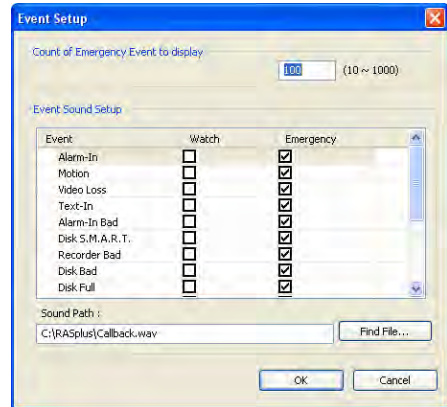 Event Setup
Count of Emergency Event to display
100 (10 ~ 1000)
Event Sound Setup
Event Watch Emergency
Alarm-In
Motion
Video Loss
Text-In
Alarm-In Bad
Disk S.M.A.R.T.
Recorder Bad
Disk Bad
Disk Full
Sound Path :
C:\RASplus\Callback.wav Find File...
OK Cancel